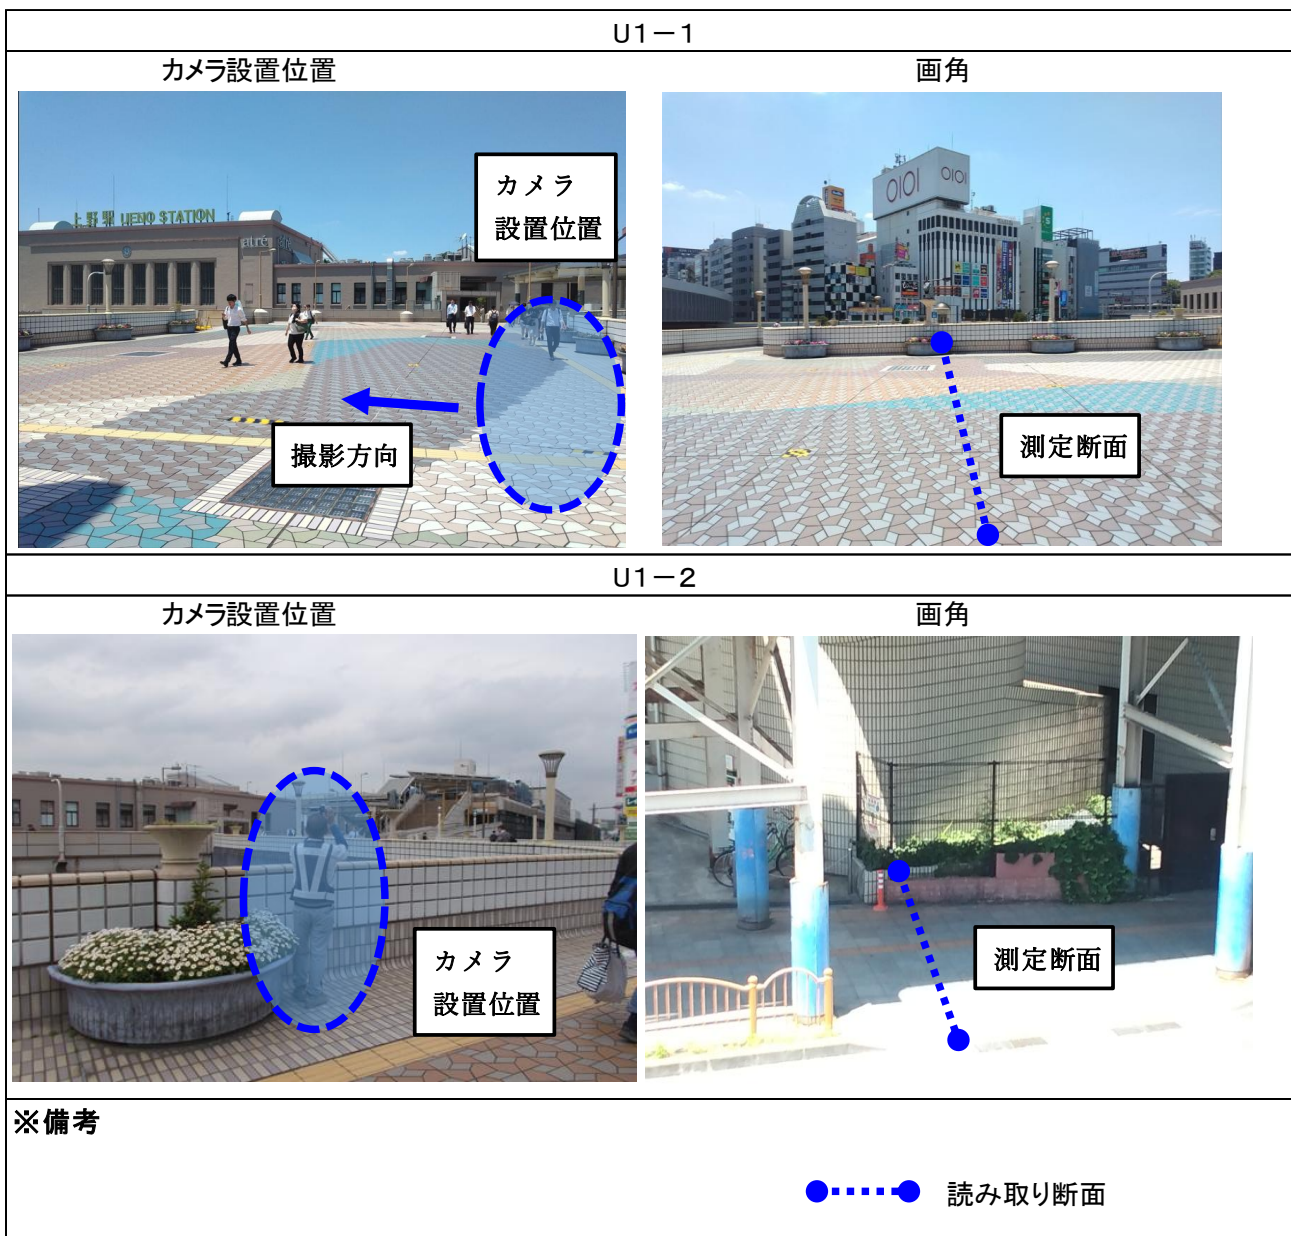 U1－1
カメラ設置位置
画角
上野駅 UENO STATION
atré
カメラ
設置位置
撮影方向
OIOI
OIOI
測定断面
U1－2
カメラ設置位置
画角
カメラ
設置位置
測定断面
※備考
読み取り断面